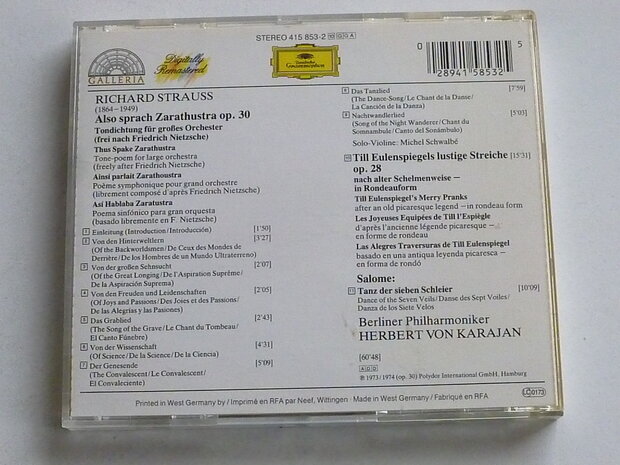 STEREO 415 853-2 10 G G A
GALLERIA
Digitally
Remastered
Deutsche
Grammophon
0
28941 58532
5
RICHARD STRAUSS
(1864–1949)
Also sprach Zarathustra op. 30
Tondichtung für großes Orchester
(frei nach Friedrich Nietzsche)
Thus Spake Zarathustra
Tone-poem for large orchestra
(freely after Friedrich Nietzsche)
Ainsi parlait Zarathoustra
Poème symphonique pour grand orchestre
(librement composé d'après Friedrich Nietzsche)
Así Hablaba Zaratustra
Poema sinfónico para gran orquesta
(basado libremente en F. Nietzsche)
1 Einleitung (Introduction/Introducción) [1'50]
2 Von den Hinterweltlern [3'27]
(Of the Backworldsmen/De Ceux des Mondes de
Derrière/De los Hombres de un Mundo Ultraterreno)
3 Von der großen Sehnsucht [2'07]
(Of the Great Longing/De l'Aspiration Suprême/
De la Aspiración Suprema)
4 Von den Freuden und Leidenschaften [2'05]
(Of Joys and Passions/Des Joies et des Passions/
De las Alegrías y las Pasiones)
5 Das Grablied [2'43]
(The Song of the Grave/Le Chant du Tombeau/
El Canto Fúnebre)
6 Von der Wissenschaft [4'31]
(Of Science/De la Science/De la Ciencia)
7 Der Genesende [5'09]
(The Convalescent/Le Convalescent/
El Convaleciente)
8 Das Tanzlied [7'59]
(The Dance-Song/Le Chant de la Danse/
La Canción de la Danza)
9 Nachtwandlerlied [5'03]
(Song of the Night Wanderer/Chant du
Somnambule/Canto del Sonámbulo)
Solo-Violine: Michel Schwalbé
10 Till Eulenspiegels lustige Streiche [15'31]
op. 28
nach alter Schelmenweise –
in Rondeauform
Till Eulenspiegel's Merry Pranks
after an old picaresque legend – in rondeau form
Les Joyeuses Equipées de Till l'Espiègle
d'après l'ancienne légende picaresque –
en forme de rondeau
Las Alegres Traversuras de Till Eulenspiegel
basado en una antigua leyenda picaresca –
en forma de rondó
Salome:
11 Tanz der sieben Schleier [10'09]
Dance of the Seven Veils/Danse des Sept Voiles/
Danza de los Siete Velos
Berliner Philharmoniker
HERBERT VON KARAJAN
[60'48]
A D D
℗ 1973/1974 (op. 30) Polydor International GmbH, Hamburg
Printed in West Germany by / Imprimé en RFA par Neef, Wittingen · Made in West Germany / Fabriqué en RFA
LC 0173